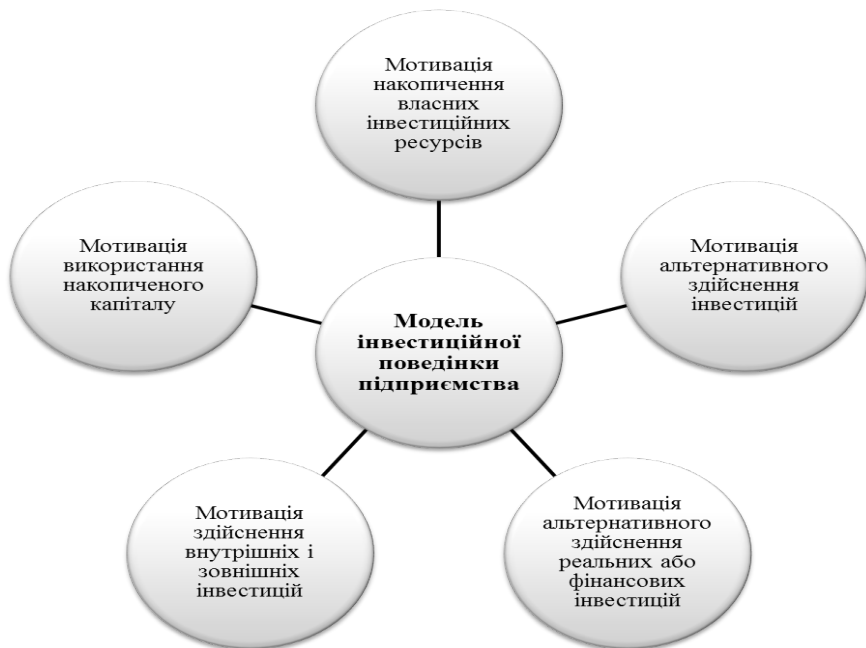 Мотивація
накопичення
власних
інвестиційних
ресурсів
Мотивація
використання
накопиченого
капіталу
Мотивація
альтернативного
здійснення
інвестицій
Модель
інвестиційної
поведінки
підприємства
Мотивація
здійснення
внутрішніх і
зовнішніх
інвестицій
Мотивація
альтернативного
здійснення
реальних або
фінансових
інвестицій